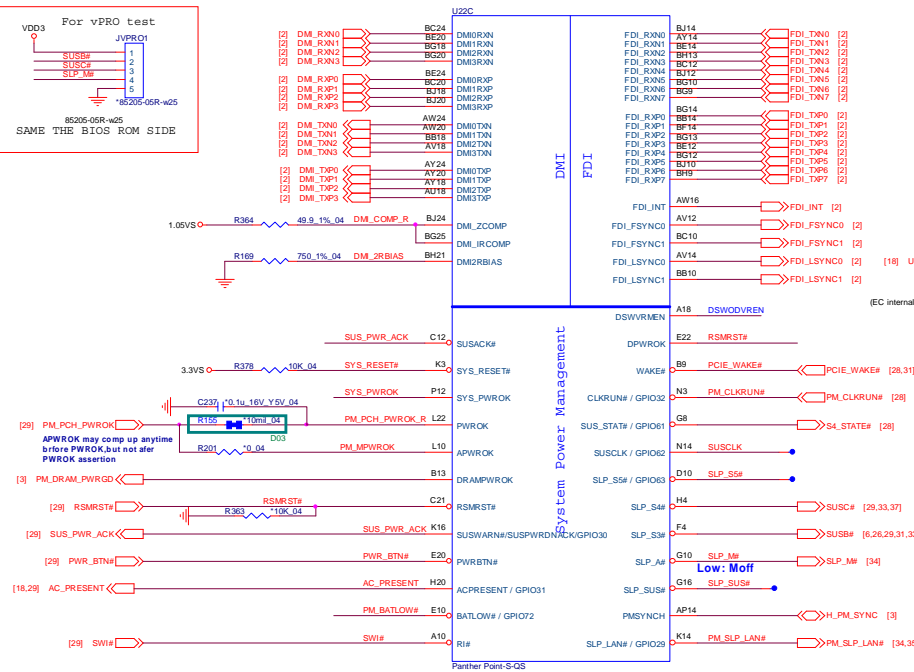 For vPRO test
VDD3
JVPRO1
SUSB# 1
SUSC# 2
SLP_M# 3
4
5
*85205-05R-w25
85205-05R-w25
SAME THE BIOS ROM SIDE
U22C
[2] DMI_RXN0 BC24 DMI0RXN
[2] DMI_RXN1 BE20 DMI1RXN
[2] DMI_RXN2 BG18 DMI2RXN
[2] DMI_RXN3 BG20 DMI3RXN
[2] DMI_RXP0 BE24 DMI0RXP
[2] DMI_RXP1 BC20 DMI1RXP
[2] DMI_RXP2 BJ18 DMI2RXP
[2] DMI_RXP3 BJ20 DMI3RXP
[2] DMI_TXN0 AW24 DMI0TXN
[2] DMI_TXN1 AW20 DMI1TXN
[2] DMI_TXN2 BB18 DMI2TXN
[2] DMI_TXN3 AV18 DMI3TXN
[2] DMI_TXP0 AY24 DMI0TXP
[2] DMI_TXP1 AY20 DMI1TXP
[2] DMI_TXP2 AY18 DMI2TXP
[2] DMI_TXP3 AU18 DMI3TXP
1.05VS R364 49.9_1%_04 DMI_COMP_R BJ24 DMI_ZCOMP
BG25 DMI_IRCOMP
R169 750_1%_04 DMI_2RBIAS BH21 DMI2RBIAS
DMI
FDI
FDI_RXN0 BJ14 FDI_TXN0 [2]
FDI_RXN1 AY14 FDI_TXN1 [2]
FDI_RXN2 BE14 FDI_TXN2 [2]
FDI_RXN3 BH13 FDI_TXN3 [2]
FDI_RXN4 BC12 FDI_TXN4 [2]
FDI_RXN5 BJ12 FDI_TXN5 [2]
FDI_RXN6 BG10 FDI_TXN6 [2]
FDI_RXN7 BG9 FDI_TXN7 [2]
FDI_RXP0 BG14 FDI_TXP0 [2]
FDI_RXP1 BB14 FDI_TXP1 [2]
FDI_RXP2 BF14 FDI_TXP2 [2]
FDI_RXP3 BG13 FDI_TXP3 [2]
FDI_RXP4 BE12 FDI_TXP4 [2]
FDI_RXP5 BG12 FDI_TXP5 [2]
FDI_RXP6 BJ10 FDI_TXP6 [2]
FDI_RXP7 BH9 FDI_TXP7 [2]
FDI_INT AW16 FDI_INT [2]
FDI_FSYNC0 AV12 FDI_FSYNC0 [2]
FDI_FSYNC1 BC10 FDI_FSYNC1 [2]
FDI_LSYNC0 AV14 FDI_LSYNC0 [2] [18] U
FDI_LSYNC1 BB10 FDI_LSYNC1 [2]
(EC internal
System Power Management
SUS_PWR_ACK C12 SUSACK#
3.3VS R378 10K_04 SYS_RESET# K3 SYS_RESET#
SYS_PWROK P12 SYS_PWROK
C237 *0.1u_16V_Y5V_04
[29] PM_PCH_PWROK R155 *10mil_04 PM_PCH_PWROK_R L22 PWROK
D03
APWROK may comp up anytime
brfore PWROK,but not afer
PWROK assertion
R201 *0_04 PM_MPWROK L10 APWROK
[3] PM_DRAM_PWRGD B13 DRAMPWROK
[29] RSMRST# RSMRST# C21 RSMRST#
R363 *10K_04
[29] SUS_PWR_ACK SUS_PWR_ACK K16 SUSWARN#/SUSPWRDNACK/GPIO30
[29] PWR_BTN# PWR_BTN# E20 PWRBTN#
[18,29] AC_PRESENT AC_PRESENT H20 ACPRESENT / GPIO31
PM_BATLOW# E10 BATLOW# / GPIO72
[29] SWI# SWI# A10 RI#
DSWVRMEN A18 DSWODVREN
DPWROK E22 RSMRST#
WAKE# B9 PCIE_WAKE# PCIE_WAKE# [28,31]
CLKRUN# / GPIO32 N3 PM_CLKRUN# PM_CLKRUN# [28]
SUS_STAT# / GPIO61 G8 S4_STATE# [28]
SUSCLK / GPIO62 N14 SUSCLK
SLP_S5# / GPIO63 D10 SLP_S5#
SLP_S4# H4 SUSC# [29,33,37]
SLP_S3# F4 SUSB# [6,26,29,31,33
SLP_A# G10 SLP_M# SLP_M# [34]
Low: Moff
SLP_SUS# G16 SLP_SUS#
PMSYNCH AP14 H_PM_SYNC [3]
SLP_LAN# / GPIO29 K14 PM_SLP_LAN# PM_SLP_LAN# [34,35
Panther Point-S-QS